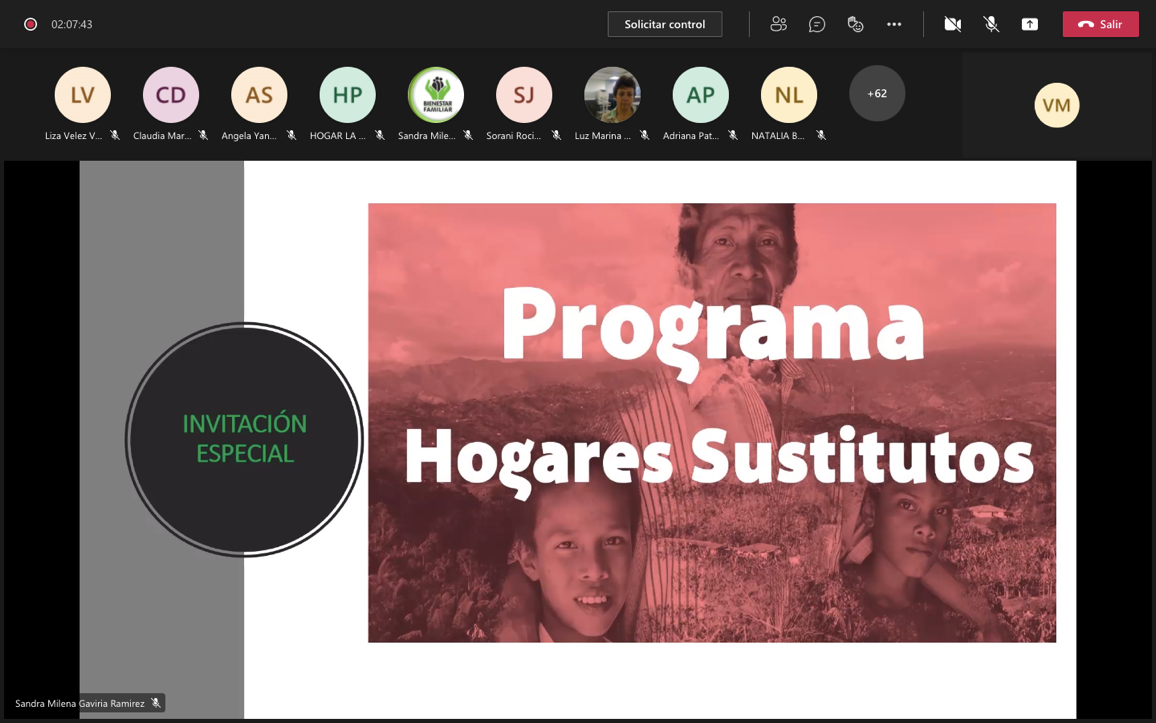 02:07:43
Solicitar control
Salir
LV
CD
AS
HP
BIENESTAR
FAMILIAR
SJ
AP
NL
+62
VM
Liza Velez V...
Claudia Mar...
Angela Yan...
HOGAR LA ...
Sandra Mile...
Sorani Roci...
Luz Marina ...
Adriana Pat...
NATALIA B...
Programa
Hogares Sustitutos
INVITACIÓN
ESPECIAL
Sandra Milena Gaviria Ramirez